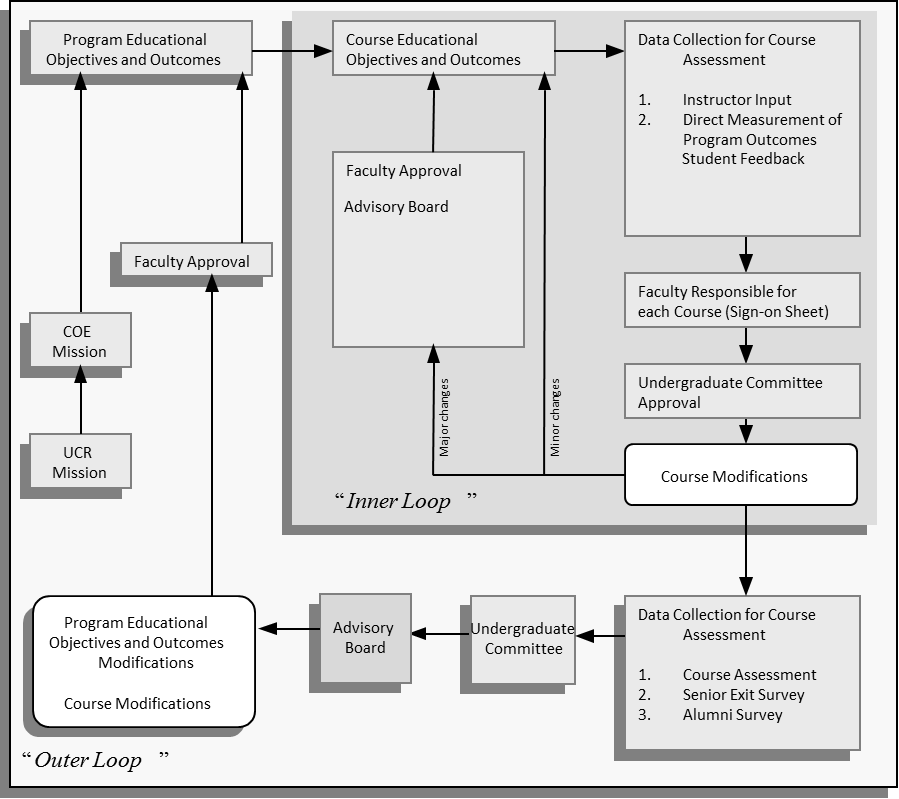 Program Educational
Objectives and Outcomes
Course Educational
Objectives and Outcomes
Data Collection for Course
Assessment
1. Instructor Input
2. Direct Measurement of
Program Outcomes
Student Feedback
Faculty Approval
Advisory Board
Faculty Approval
Faculty Responsible for
each Course (Sign-on Sheet)
COE
Mission
Undergraduate Committee
Approval
Major changes
Minor changes
UCR
Mission
Course Modifications
“Inner Loop ”
Program Educational
Objectives and Outcomes
Modifications
Course Modifications
Advisory
Board
Undergraduate
Committee
Data Collection for Course
Assessment
1. Course Assessment
2. Senior Exit Survey
3. Alumni Survey
“Outer Loop ”